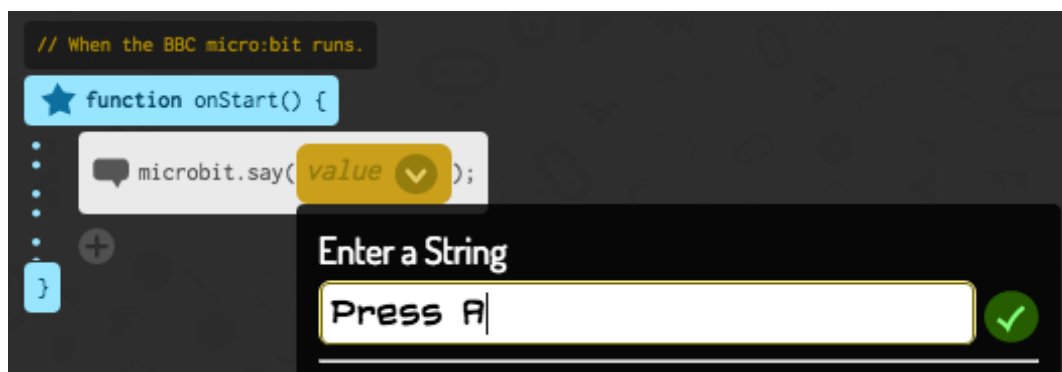 // When the BBC micro:bit runs.
function onStart() {
microbit.say( value );
}
Enter a String
Press A